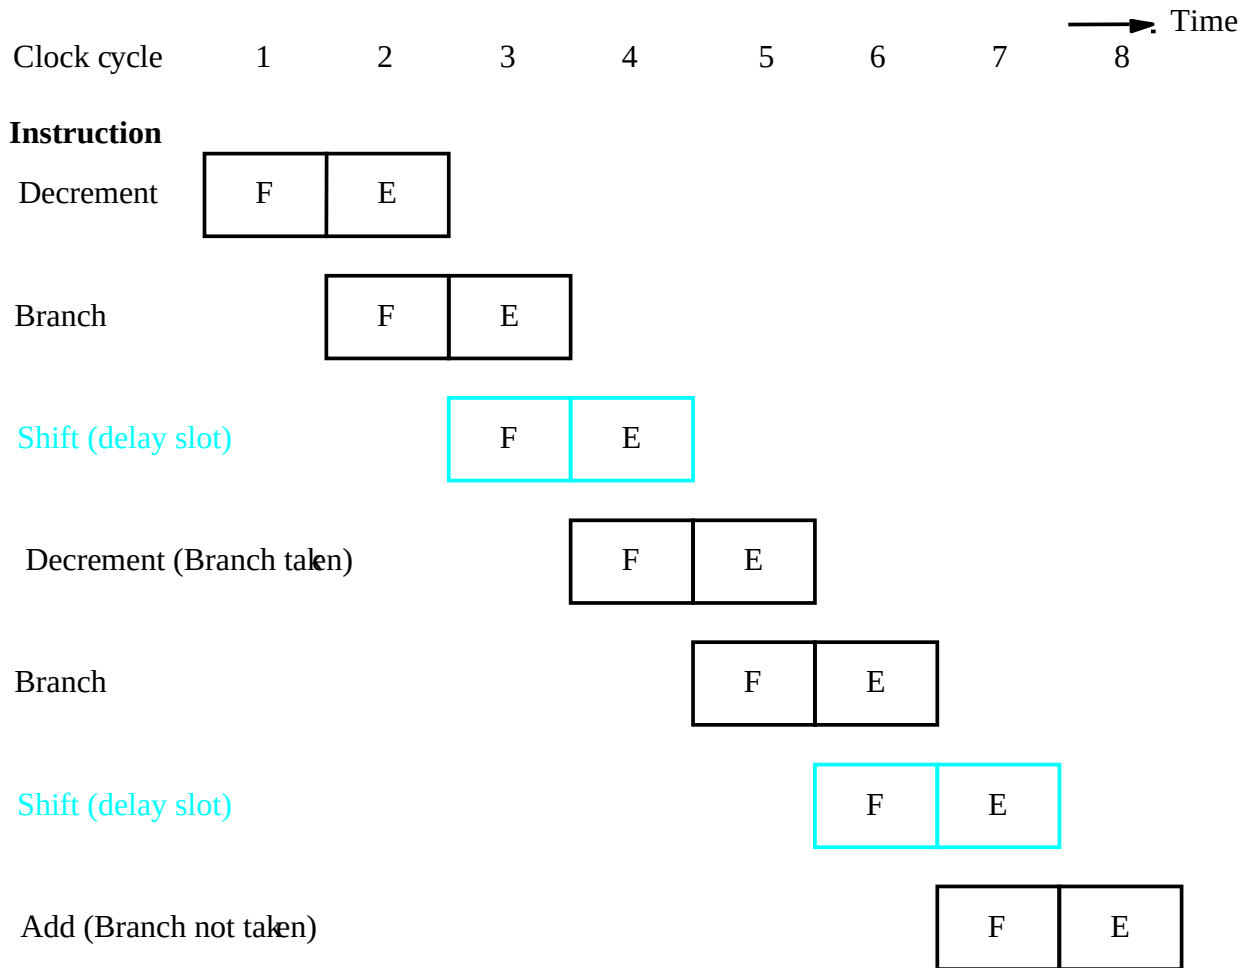 Time
Clock cycle 1 2 3 4 5 6 7 8
Instruction
Decrement F E
Branch F E
Shift (delay slot) F E
Decrement (Branch taken) F E
Branch F E
Shift (delay slot) F E
Add (Branch not taken) F E